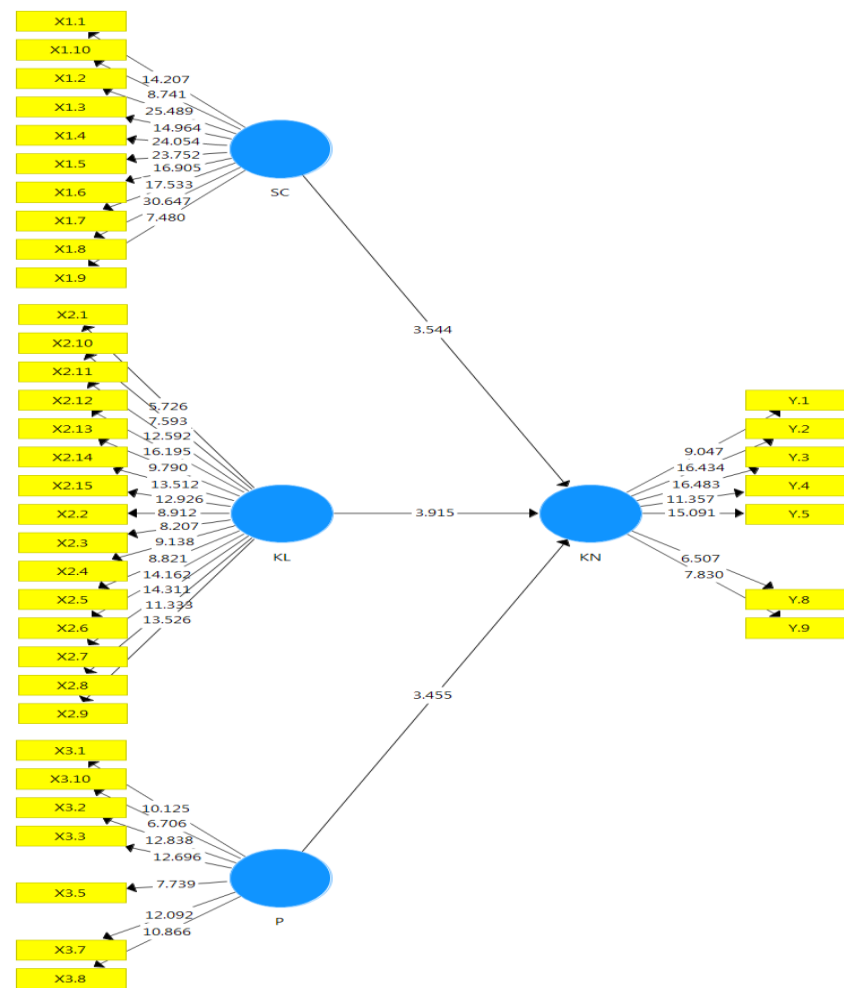 X1.1
X1.10
X1.2
X1.3
X1.4
X1.5
X1.6
X1.7
X1.8
X1.9
14.207
8.741
25.489
14.964
24.054
23.752
16.905
17.533
30.647
7.480
SC
3.544
X2.1
X2.10
X2.11
X2.12
X2.13
X2.14
X2.15
X2.2
X2.3
X2.4
X2.5
X2.6
X2.7
X2.8
X2.9
5.726
7.593
12.592
16.195
9.790
13.512
12.926
8.912
8.207
9.138
8.821
14.162
14.311
11.333
13.526
KL
3.915
KN
9.047
16.434
16.483
11.357
15.091
6.507
7.830
Y.1
Y.2
Y.3
Y.4
Y.5
Y.8
Y.9
3.455
X3.1
X3.10
X3.2
X3.3
X3.5
X3.7
X3.8
10.125
6.706
12.838
12.696
7.739
12.092
10.866
P